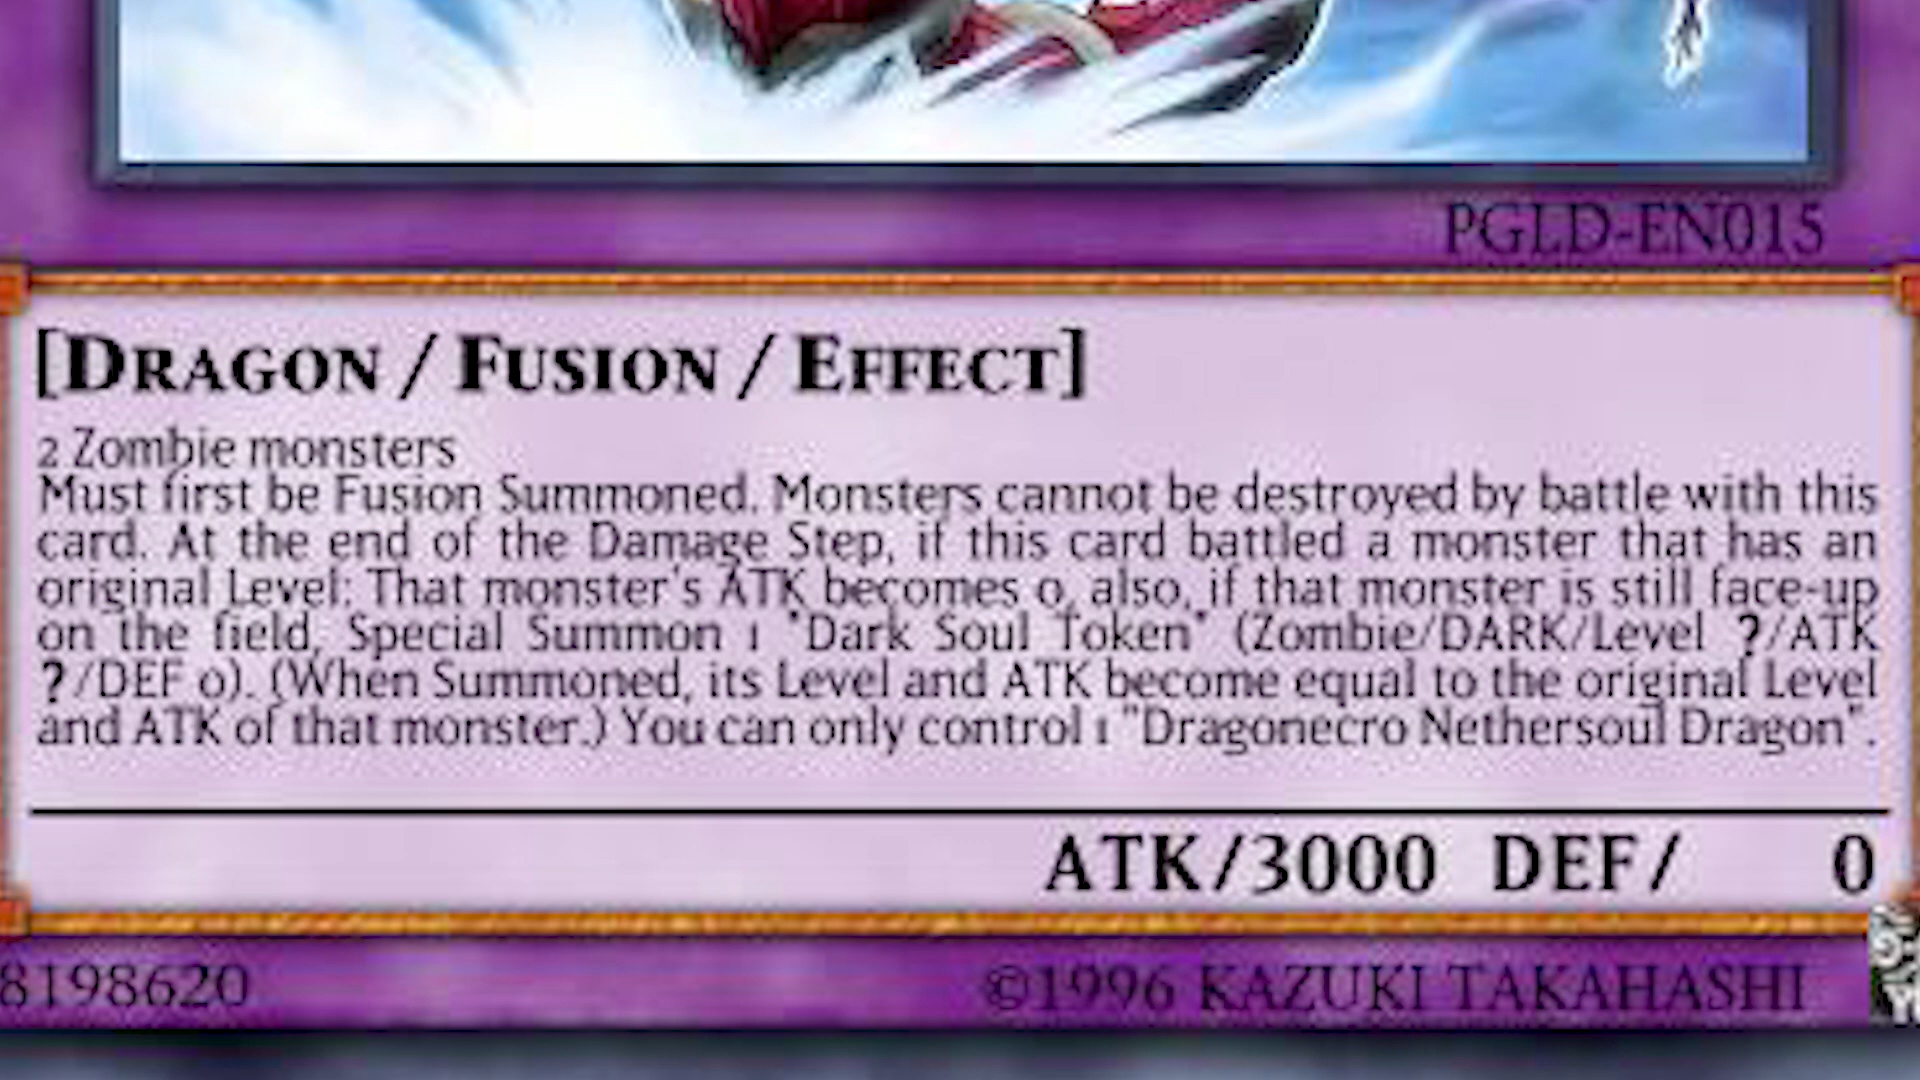 PGLD-EN015
[DRAGON / FUSION / EFFECT]
2 Zombie monsters
Must first be Fusion Summoned. Monsters cannot be destroyed by battle with this
card. At the end of the Damage Step, if this card battled a monster that has an
original Level: That monster's ATK becomes 0, also, if that monster is still face-up
on the field, Special Summon 1 "Dark Soul Token" (Zombie/DARK/Level ?/ATK
?/DEF 0). (When Summoned, its Level and ATK become equal to the original Level
and ATK of that monster.) You can only control 1 "Dragonecro Nethersoul Dragon".
ATK/3000 DEF/ 0
8198620 ©1996 KAZUKI TAKAHASHI